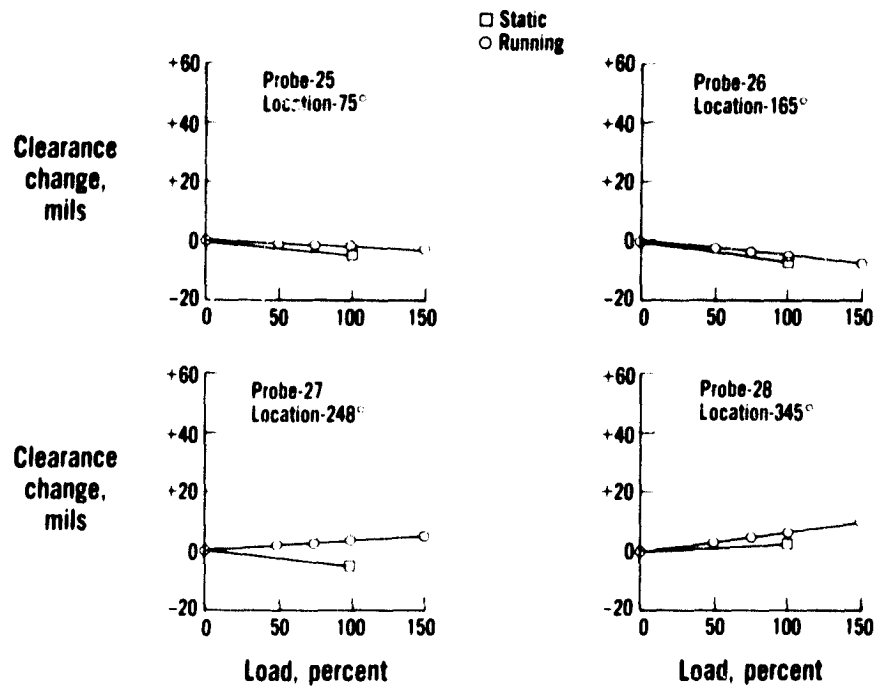 □ Static
○ Running
+60
+40
+20
0
-20
Probe-25
Location-75°
Clearance
change,
mils
0 50 100 150
+60
+40
+20
0
-20
Probe-26
Location-165°
0 50 100 150
+60
+40
+20
0
-20
Probe-27
Location-248°
Clearance
change,
mils
0 50 100 150
Load, percent
+60
+40
+20
0
-20
Probe-28
Location-345°
0 50 100 150
Load, percent